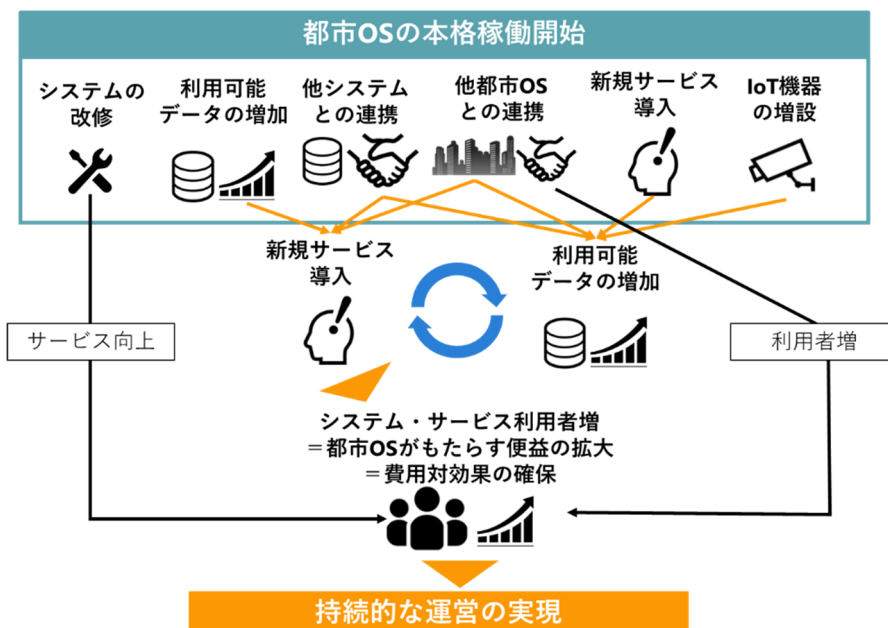 都市OSの本格稼働開始
システムの
改修
利用可能
データの増加
他システム
との連携
他都市OS
との連携
新規サービス
導入
IoT機器
の増設
新規サービス
導入
利用可能
データの増加
サービス向上
利用者増
システム・サービス利用者増
＝都市OSがもたらす便益の拡大
＝費用対効果の確保
持続的な運営の実現